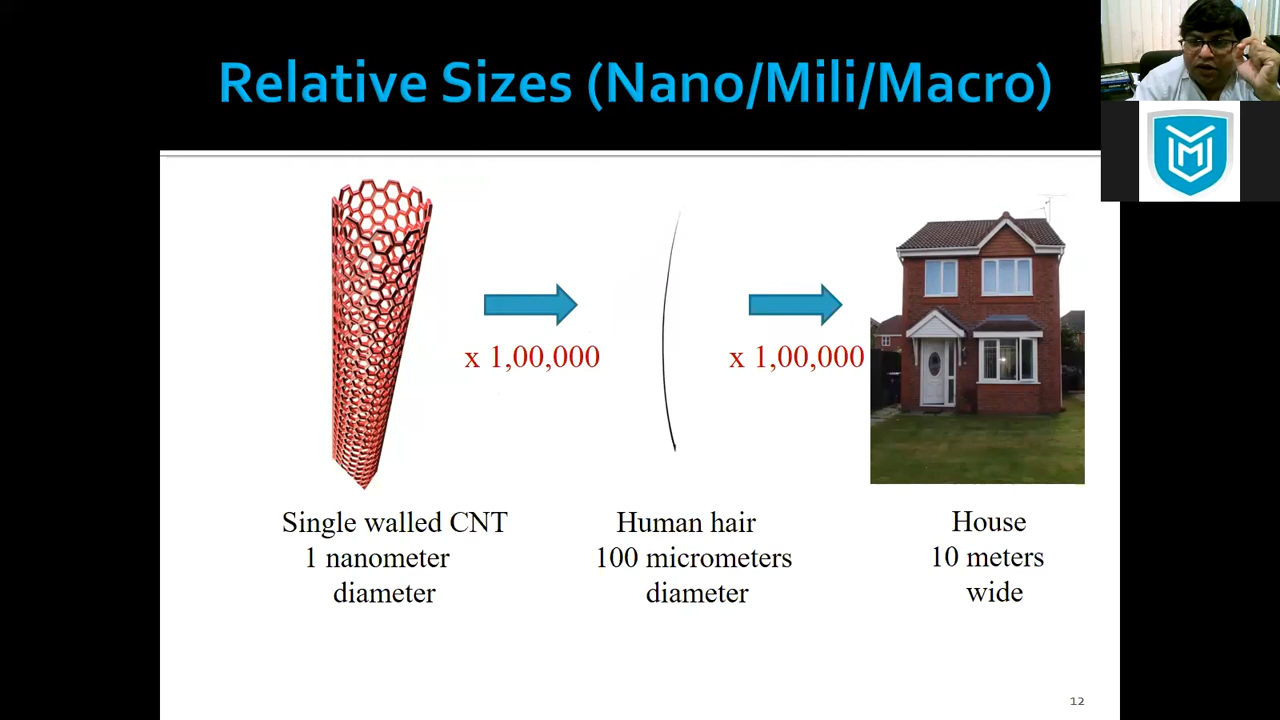 Relative Sizes (Nano/Mili/Macro)
x 1,00,000
x 1,00,000
Single walled CNT
1 nanometer
diameter
Human hair
100 micrometers
diameter
House
10 meters
wide
12